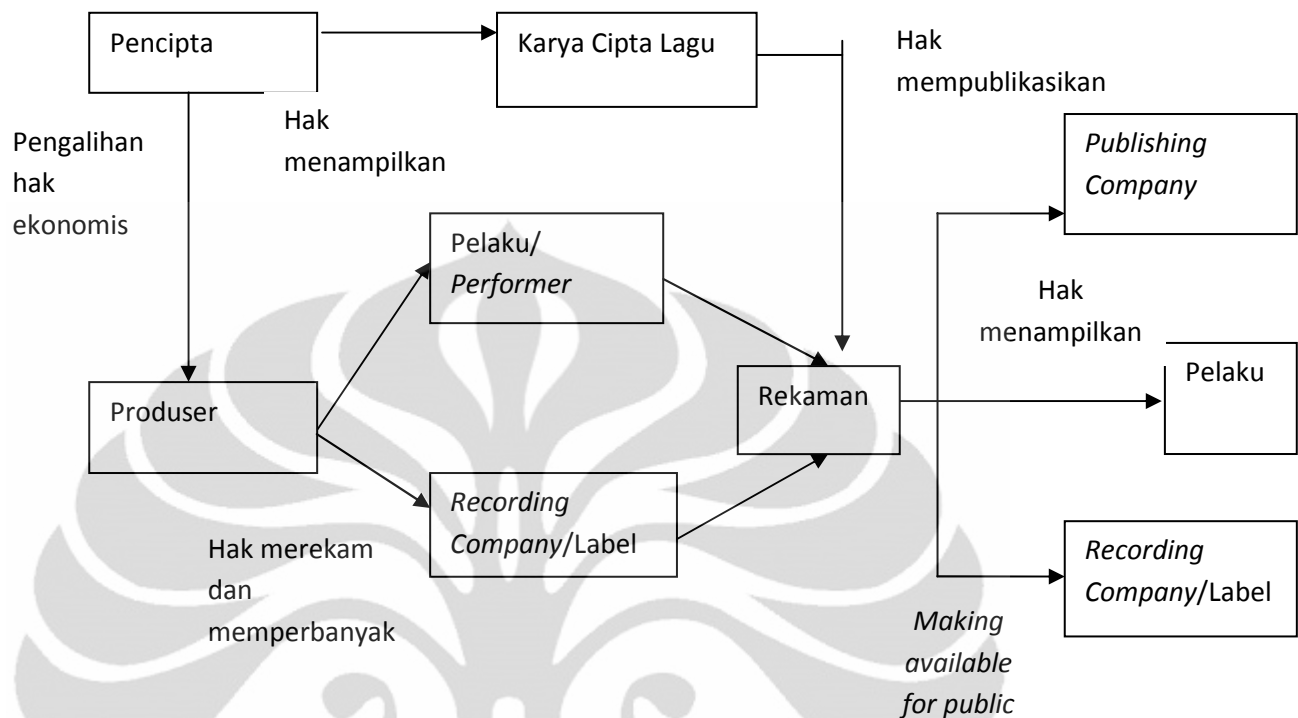 Pencipta
Karya Cipta Lagu
Hak
mempublikasikan
Pengalihan
hak
ekonomis
Hak
menampilkan
Publishing
Company
Pelaku/
Performer
Hak
menampilkan
Produser
Rekaman
Pelaku
Recording
Company/Label
Hak merekam
dan
memperbanyak
Recording
Company/Label
Making
available
for public